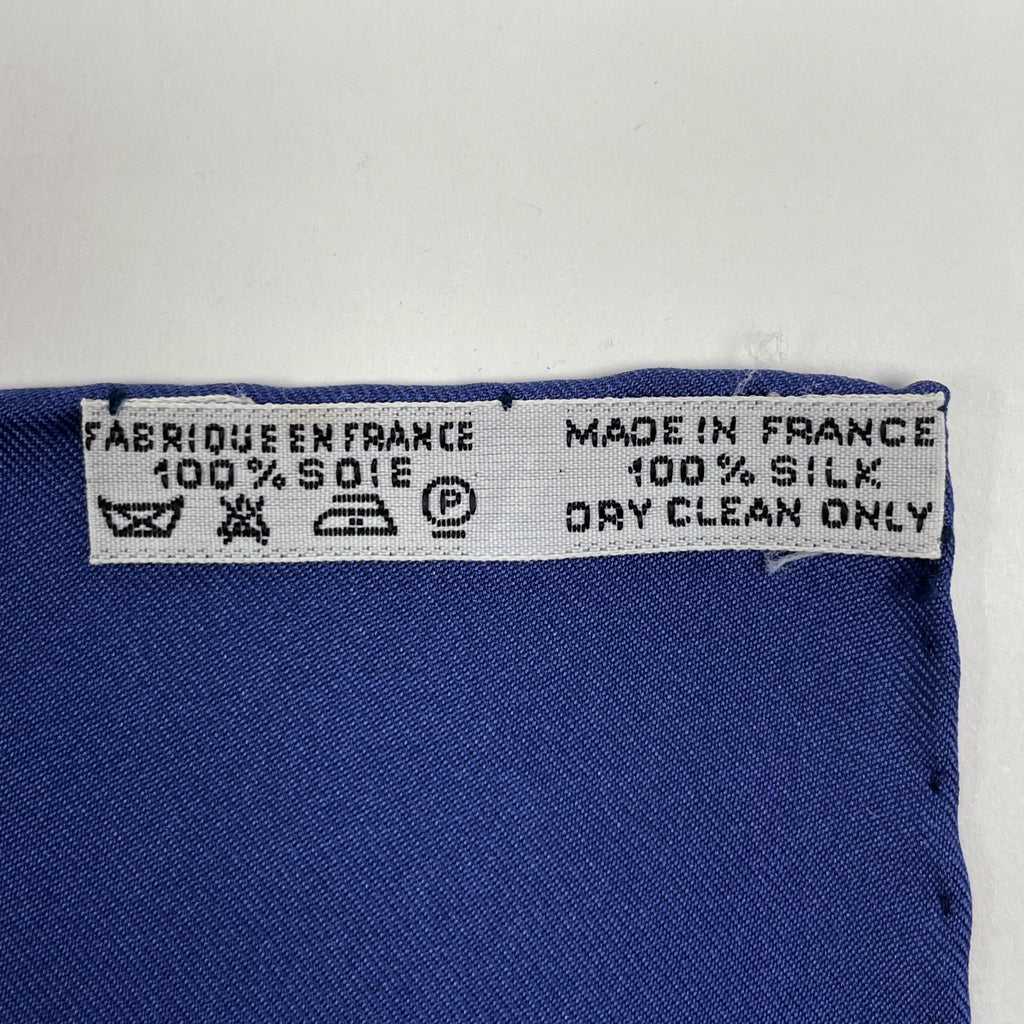 FABRIQUE EN FRANCE
100% SOIE
P
MADE IN FRANCE
100% SILK
DRY CLEAN ONLY